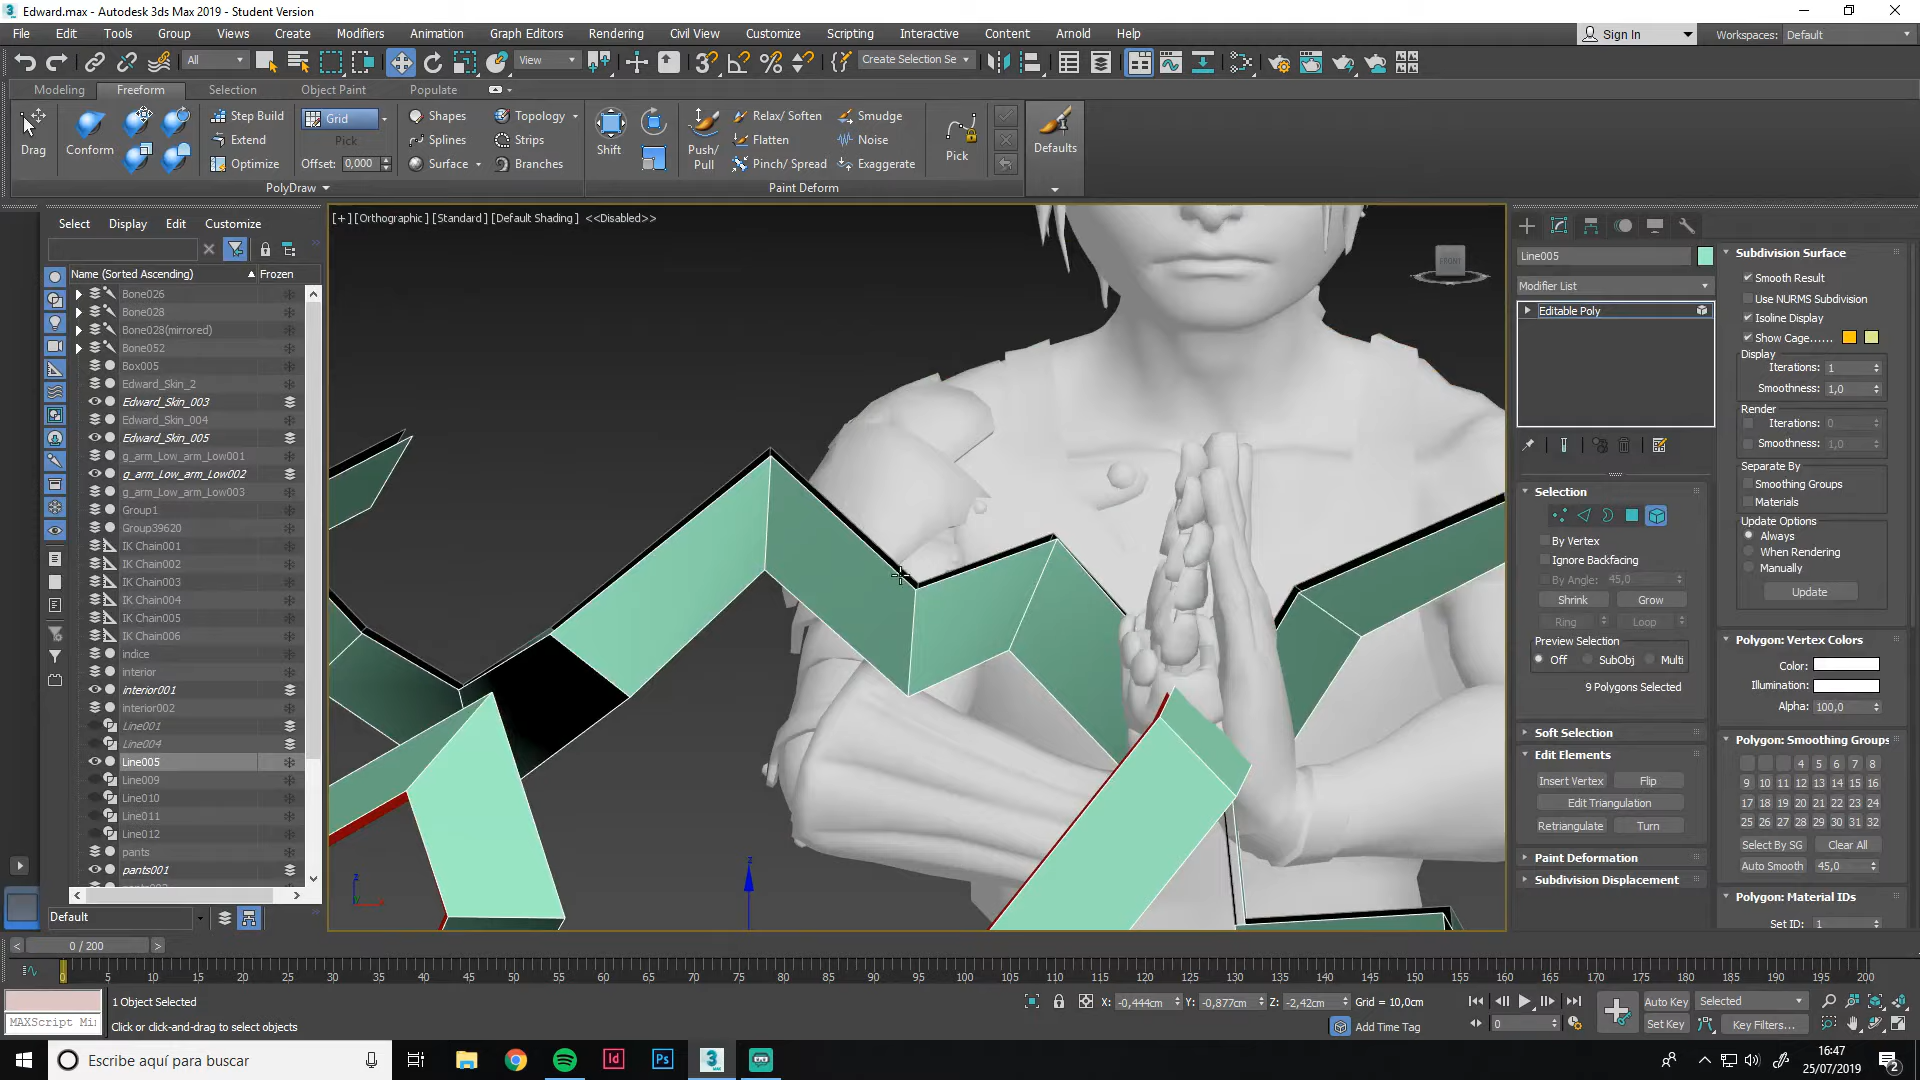 Edward.max - Autodesk 3ds Max 2019 - Student Version
File Edit Tools Group Views Create Modifiers Animation Graph Editors Rendering Civil View Customize Scripting Interactive Content Arnold Help
Sign In Workspaces: Default
All View Create Selection Se
Modeling Freeform Selection Object Paint Populate
Drag Conform Step Build Extend Optimize Grid Pick Offset: 0,000 Shapes Splines Surface Topology Strips Branches Shift Push/ Pull Relax/ Soften Flatten Pinch/ Spread Smudge Noise Exaggerate Pick Defaults
PolyDraw Paint Deform
Select Display Edit Customize
Name (Sorted Ascending) Frozen
Bone026
Bone028
Bone028(mirrored)
Bone052
Box005
Edward_Skin_2
Edward_Skin_003
Edward_Skin_004
Edward_Skin_005
g_arm_Low_arm_Low001
g_arm_Low_arm_Low002
g_arm_Low_arm_Low003
Group1
Group39620
IK Chain001
IK Chain002
IK Chain003
IK Chain004
IK Chain005
IK Chain006
indice
interior
interior001
interior002
Line001
Line004
Line005
Line009
Line010
Line011
Line012
pants
pants001
Default
[+] [Orthographic] [Standard] [Default Shading] <<Disabled>>
FRONT
z
z
Line005
Modifier List
Editable Poly
Selection
By Vertex
Ignore Backfacing
By Angle: 45,0
Shrink Grow
Ring Loop
Preview Selection
Off SubObj Multi
9 Polygons Selected
Soft Selection
Edit Elements
Insert Vertex Flip
Edit Triangulation
Retriangulate Turn
Paint Deformation
Subdivision Displacement
Subdivision Surface
Smooth Result
Use NURMS Subdivision
Isoline Display
Show Cage......
Display
Iterations: 1
Smoothness: 1,0
Render
Iterations: 0
Smoothness: 1,0
Separate By
Smoothing Groups
Materials
Update Options
Always
When Rendering
Manually
Update
Polygon: Vertex Colors
Color:
Illumination:
Alpha: 100,0
Polygon: Smoothing Groups
4 5 6 7 8
9 10 11 12 13 14 15 16
17 18 19 20 21 22 23 24
25 26 27 28 29 30 31 32
Select By SG Clear All
Auto Smooth 45,0
Polygon: Material IDs
Set ID: 1
< 0 / 200 >
0 5 10 15 20 25 30 35 40 45 50 55 60 65 70 75 80 85 90 95 100 105 110 115 120 125 130 135 140 145 150 155 160 165 170 175 180 185 190 195 200
1 Object Selected
MAXScript Mi
Click or click-and-drag to select objects
X: -0,444cm Y: -0,877cm Z: -2,42cm Grid = 10,0cm
Add Time Tag
0
Auto Key Selected
Set Key Key Filters...
Escribe aquí para buscar
Id Ps 3
16:47
25/07/2019
2